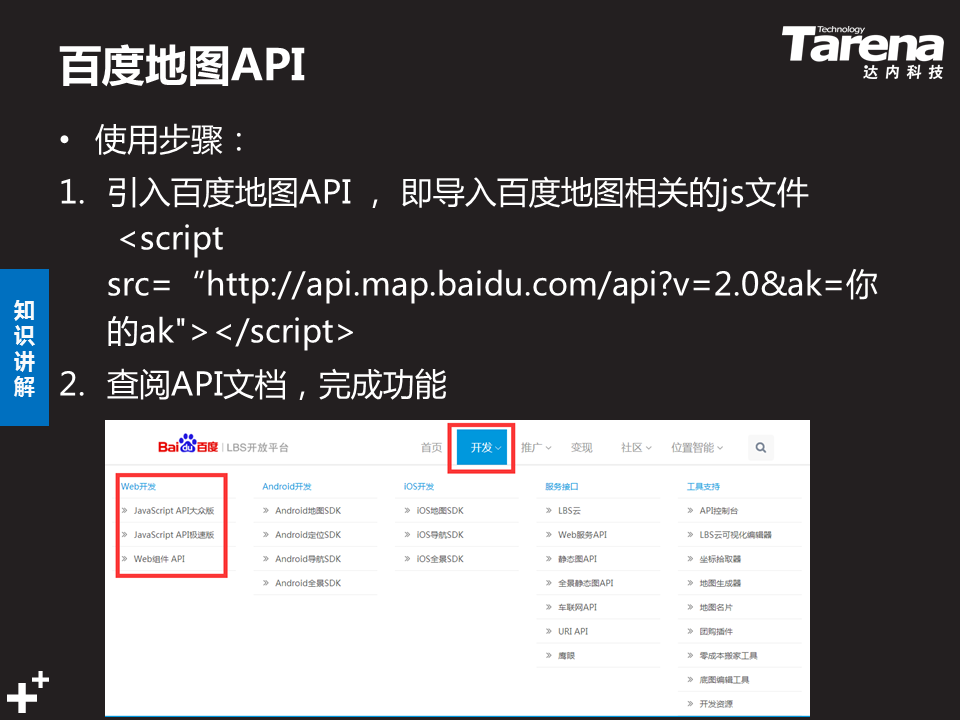 百度地图API
Technology
Tarena
达内科技
• 使用步骤：
1. 引入百度地图API ， 即导入百度地图相关的js文件
<script
src=“http://api.map.baidu.com/api?v=2.0&ak=你
的ak"></script>
2. 查阅API文档，完成功能
知识讲解
Bai du 百度 | LBS开放平台
首页 开发 推广 变现 社区 位置智能
Web开发 Android开发 iOS开发 服务接口 工具支持
» JavaScript API大众版 » Android地图SDK » iOS地图SDK » LBS云 » API控制台
» JavaScript API极速版 » Android定位SDK » iOS导航SDK » Web服务API » LBS云可视化编辑器
» Web组件 API » Android导航SDK » iOS全景SDK » 静态图API » 坐标拾取器
» Android全景SDK » 全景静态图API » 地图生成器
» 车联网API » 地图名片
» URI API » 团购插件
» 鹰眼 » 零成本搬家工具
» 底图编辑工具
» 开发资源